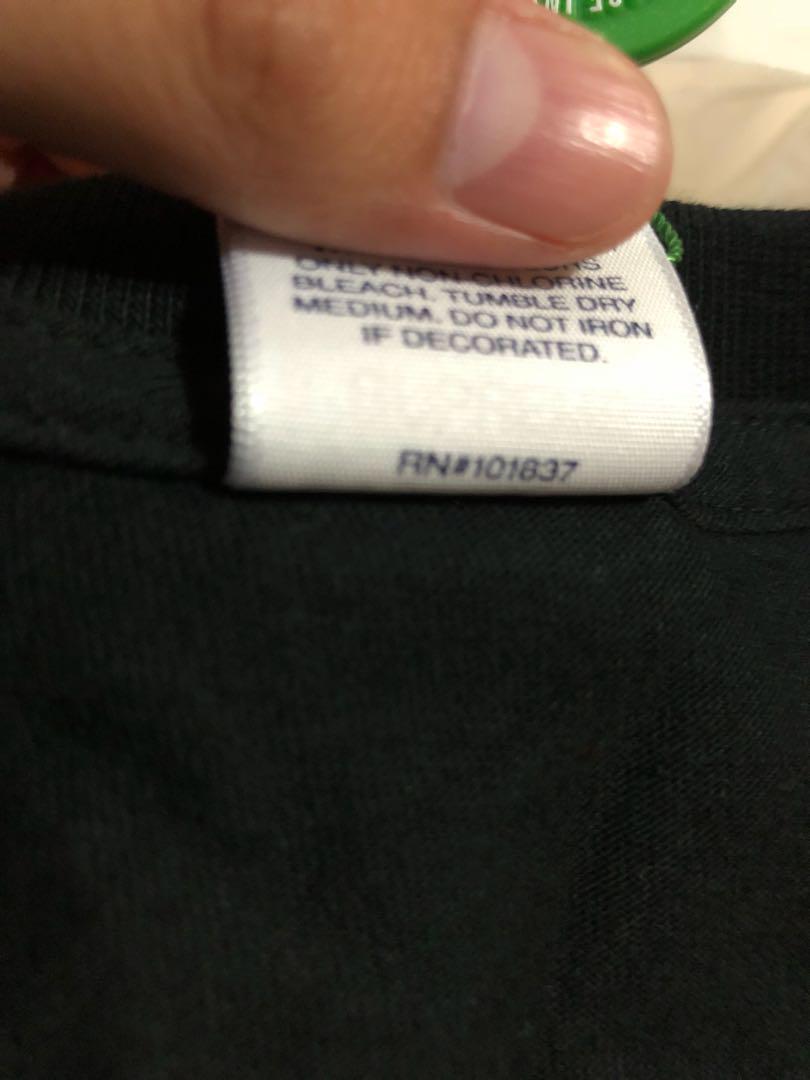 ONLY NON-CHLORINE
BLEACH. TUMBLE DRY
MEDIUM. DO NOT IRON
IF DECORATED.
RN#101837